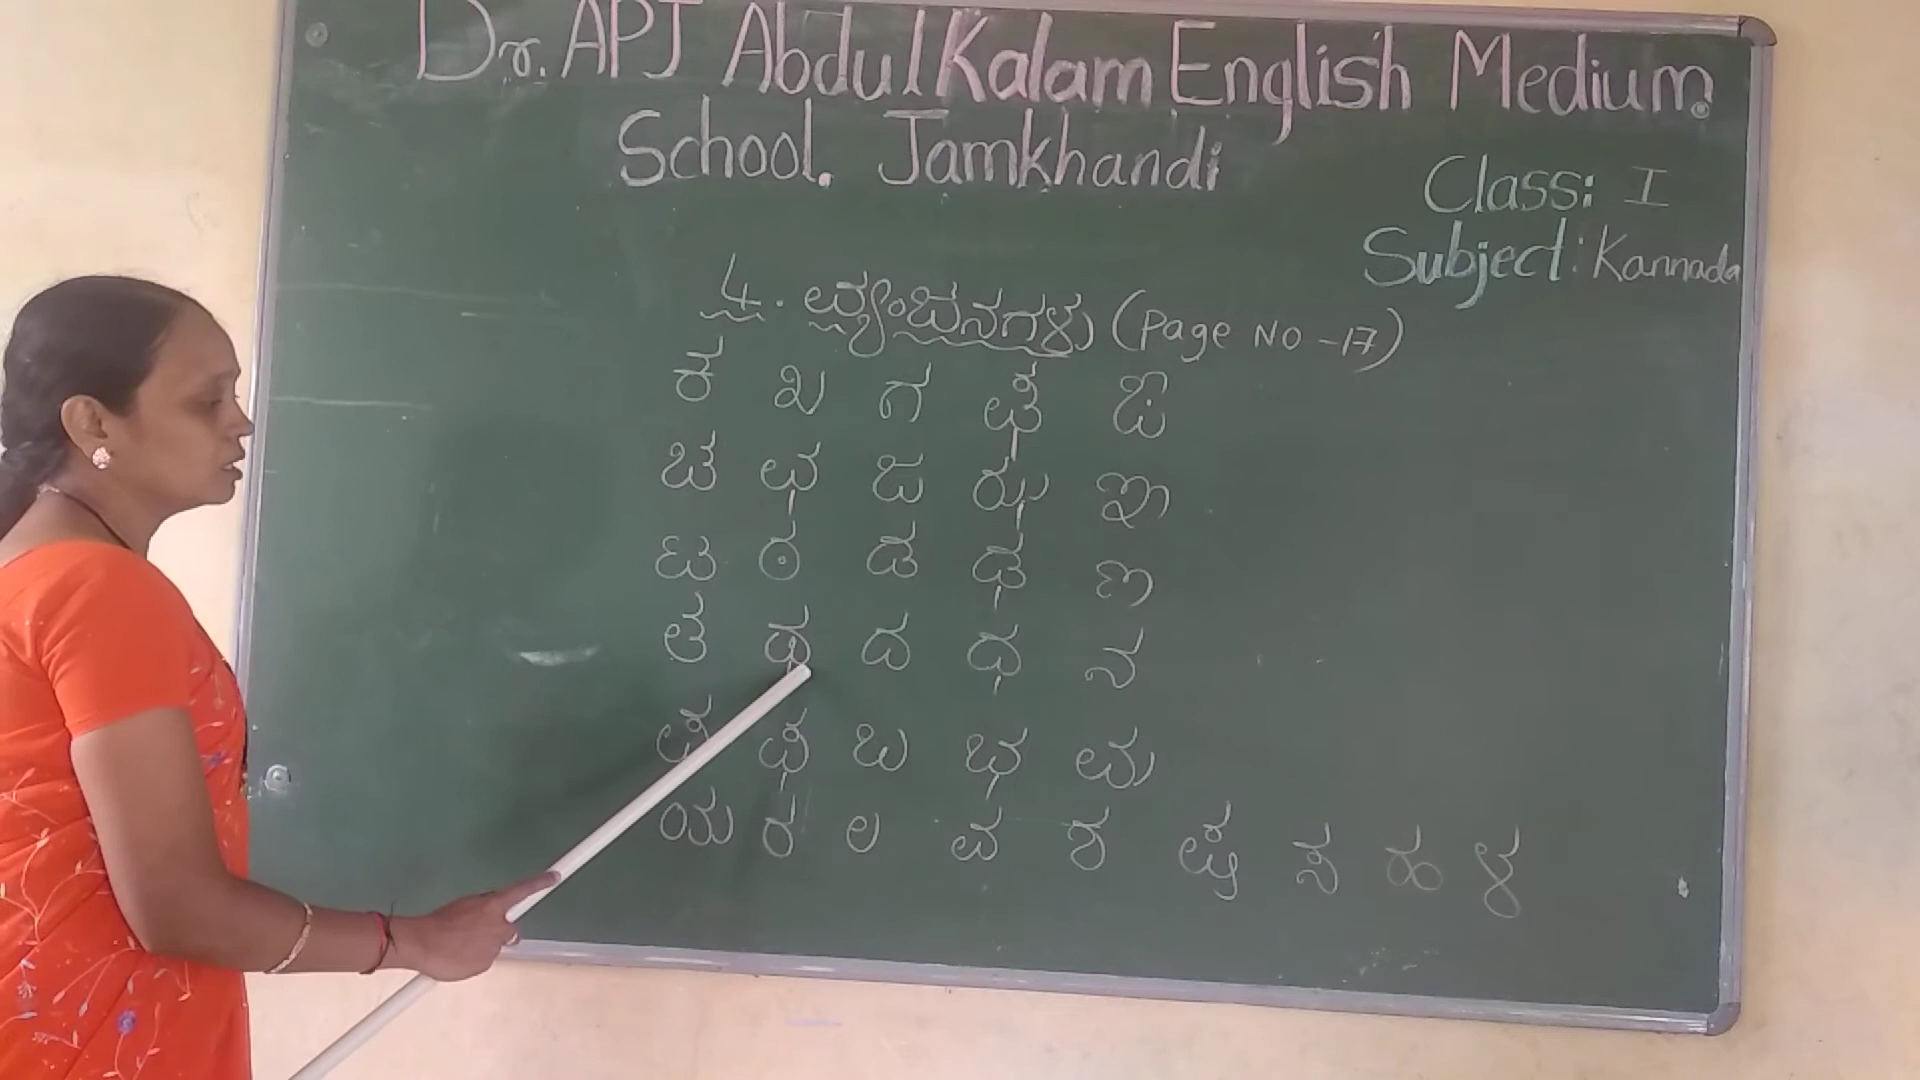 Dr. APJ Abdul Kalam English Medium
School. Jamkhandi
Class: I
Subject: Kannada
4. ವ್ಯಂಜನಗಳು (Page No - 17)
ಕ ಖ ಗ ಘ ಙ
ಚ ಛ ಜ ಝ ಞ
ಟ ಠ ಡ ಢ ಣ
ತ ಥ ದ ಧ ನ
ಪ ಫ ಬ ಭ ಮ
ಯ ರ ಲ ವ ಶ ಷ ಸ ಹ ಳ